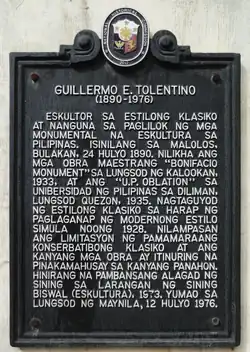 GUILLERMO E. TOLENTINO
(1890-1976)
ESKULTOR SA ESTILONG KLASIKO
AT NANGUNA SA PAGLILOK NG MGA
MONUMENTAL NA ESKULTURA SA
PILIPINAS. ISINILANG SA MALOLOS,
BULAKAN, 24 HULYO 1890. NILIKHA ANG
MGA OBRA MAESTRANG "BONIFACIO
MONUMENT" SA LUNGSOD NG KALOOKAN,
1933, AT ANG "U.P. OBLATION" SA
UNIBERSIDAD NG PILIPINAS SA DILIMAN,
LUNGSOD QUEZON, 1935. NAGTAGUYOD
NG ESTILONG KLASIKO SA HARAP NG
PAGLAGANAP NG MODERNONG ESTILO
SIMULA NOONG 1928. NILAMPASAN
ANG LIMITASYON NG PAMAMARAANG
KONSERBATIBONG KLASIKO AT ANG
KANYANG MGA OBRA AY ITINURING NA
PINAKAMAHUSAY SA KANYANG PANAHON.
HINIRANG NA PAMBANSANG ALAGAD NG
SINING SA LARANGAN NG SINING
BISWAL (ESKULTURA), 1973. YUMAO SA
LUNGSOD NG MAYNILA, 12 HULYO 1976.